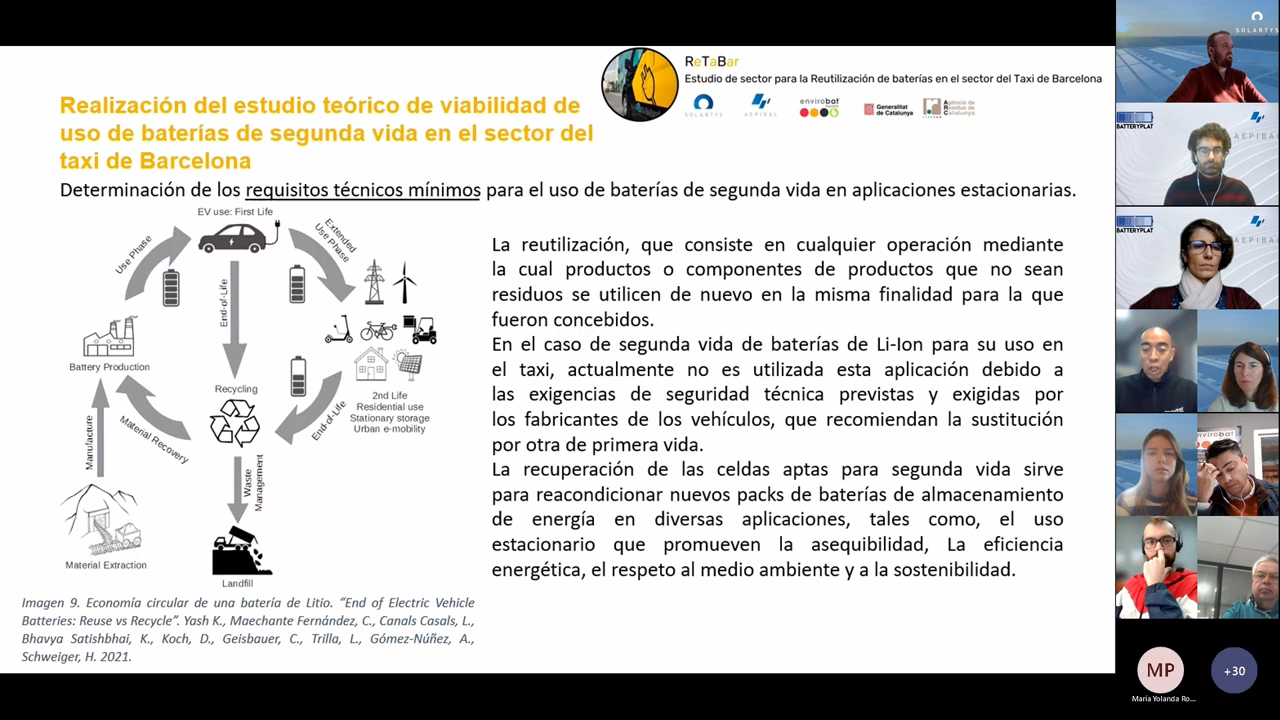 ReTaBar
Estudio de sector para la Reutilización de baterías en el sector del Taxi de Barcelona
SOLARTYS
AEPIBAL
envirobat
Generalitat
de Catalunya
Agència de
Residus de
Catalunya
Realización del estudio teórico de viabilidad de
uso de baterías de segunda vida en el sector del
taxi de Barcelona
Determinación de los requisitos técnicos mínimos para el uso de baterías de segunda vida en aplicaciones estacionarias.
EV use: First Life
Use Phase
Extended
Use Phase
End-of-Life
Battery Production
Recycling
2nd Life
Residential use
Stationary storage
Urban e-mobility
End-of-Life
Manufacture
Material Recovery
Waste
Management
Material Extraction
Landfill
Imagen 9. Economía circular de una batería de Litio. “End of Electric Vehicle
Batteries: Reuse vs Recycle”. Yash K., Maechante Fernández, C., Canals Casals, L.,
Bhavya Satishbhai, K., Koch, D., Geisbauer, C., Trilla, L., Gómez-Núñez, A.,
Schweiger, H. 2021.
La reutilización, que consiste en cualquier operación mediante
la cual productos o componentes de productos que no sean
residuos se utilicen de nuevo en la misma finalidad para la que
fueron concebidos.
En el caso de segunda vida de baterías de Li-Ion para su uso en
el taxi, actualmente no es utilizada esta aplicación debido a
las exigencias de seguridad técnica previstas y exigidas por
los fabricantes de los vehículos, que recomiendan la sustitución
por otra de primera vida.
La recuperación de las celdas aptas para segunda vida sirve
para reacondicionar nuevos packs de baterías de almacenamiento
de energía en diversas aplicaciones, tales como, el uso
estacionario que promueven la asequibilidad, La eficiencia
energética, el respeto al medio ambiente y a la sostenibilidad.
SOLARTYS
BATTERYPLAT
AEPIBA
BATTERYPLAT
AEPIBA
envirobat
MP
+30
María Yolanda Ro...